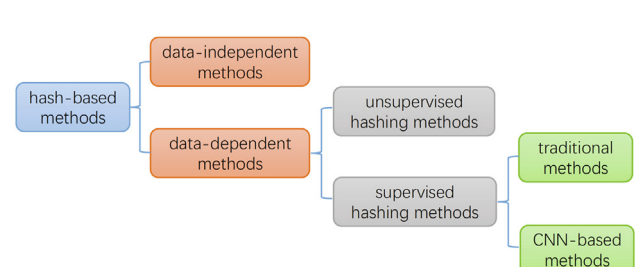 data-independent
methods
hash-based
methods
data-dependent
methods
unsupervised
hashing methods
supervised
hashing methods
traditional
methods
CNN-based
methods